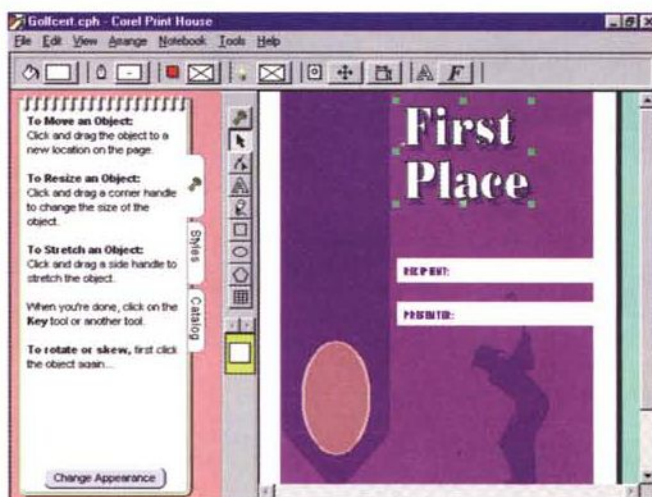 Golfcert.cph - Corel Print House
File Edit View Arrange Notebook Tools Help
A F
To Move an Object:
Click and drag the object to a
new location on the page.
To Resize an Object:
Click and drag a corner handle
to change the size of the
object.
To Stretch an Object:
Click and drag a side handle to
stretch the object.
When you're done, click on the
Key tool or another tool.
To rotate or skew, first click
the object again...
Change Appearance
Styles
Catalog
A
First
Place
RECIPIENT:
PRESENTER: